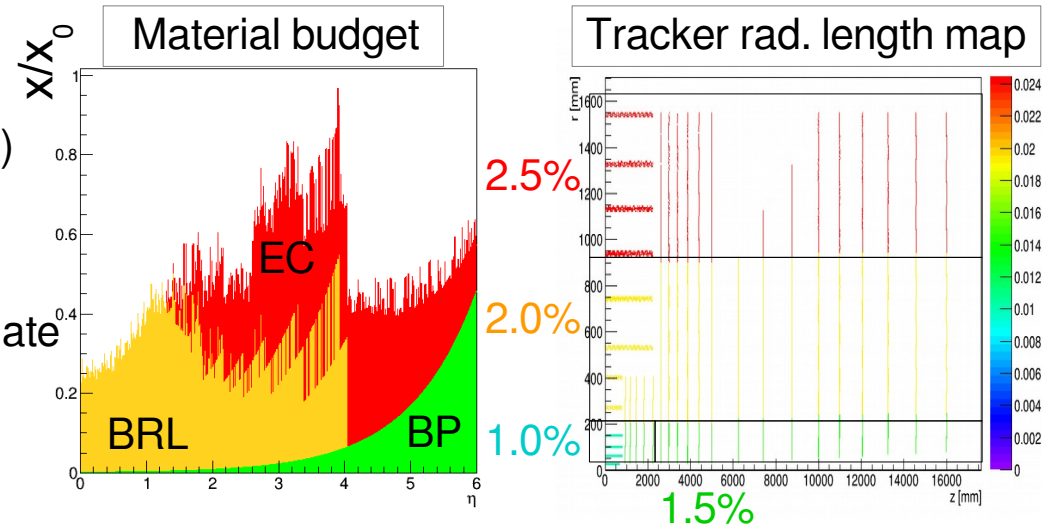 Material budget
Tracker rad. length map
x/x0
)
ate
1
0.8
0.6
0.4
0.2
0
EC
BRL
BP
0 1 2 3 4 5 6
η
2.5%
2.0%
1.0%
1.5%
r [mm]
1600
1400
1200
1000
800
600
400
200
0
0 2000 4000 6000 8000 10000 12000 14000 16000
z [mm]
0.024
0.022
0.02
0.018
0.016
0.014
0.012
0.01
0.008
0.006
0.004
0.002
0